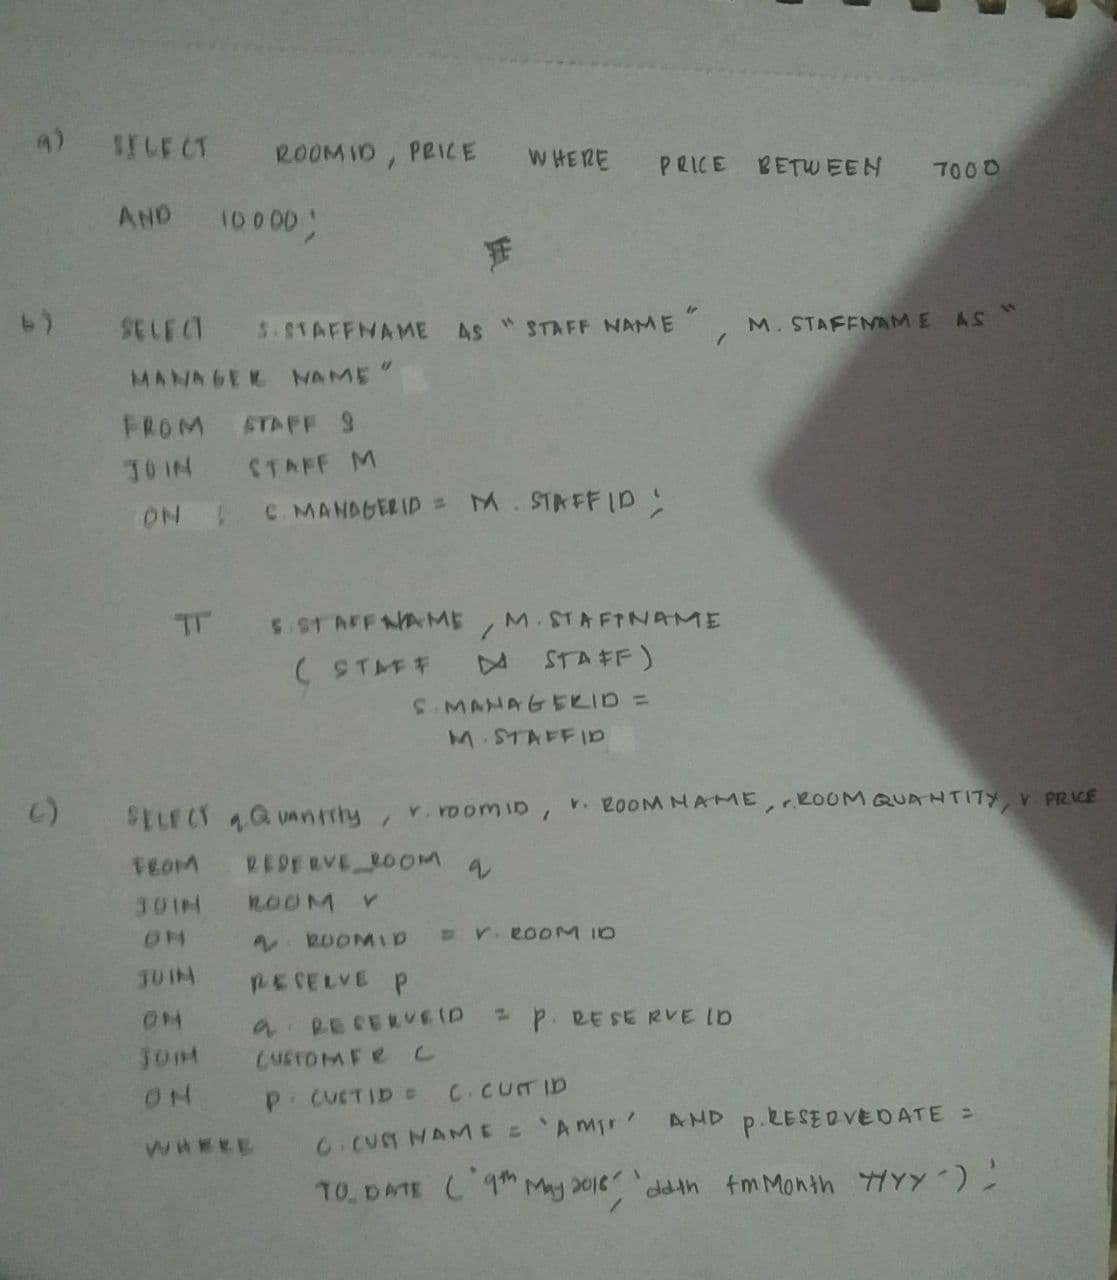 a) SELECT ROOMID, PRICE WHERE PRICE BETWEEN 7000
AND 10000;
b) SELECT S.STAFFNAME AS "STAFF NAME", M.STAFFNAME AS "
MANAGER NAME"
FROM STAFF S
JOIN STAFF M
ON S.MANAGERID = M.STAFFID;
π S.STAFFNAME, M.STAFFNAME
(STAFF ⋈ STAFF)
S.MANAGERID =
M.STAFFID
c) SELECT q.Quantity, r.roomID, r.ROOMNAME, r.ROOMQUANTITY, r.PRICE
FROM RESERVE_ROOM q
JOIN ROOM r
ON q.ROOMID = r.ROOMID
JOIN RESERVE p
ON q.RESERVEID = p.RESERVEID
JOIN CUSTOMER C
ON p.CUSTID = C.CUSTID
WHERE C.CUSTNAME = 'Amir' AND p.RESERVEDATE =
TO_DATE ('9th May 2018', 'ddth fmMonth YYYY');